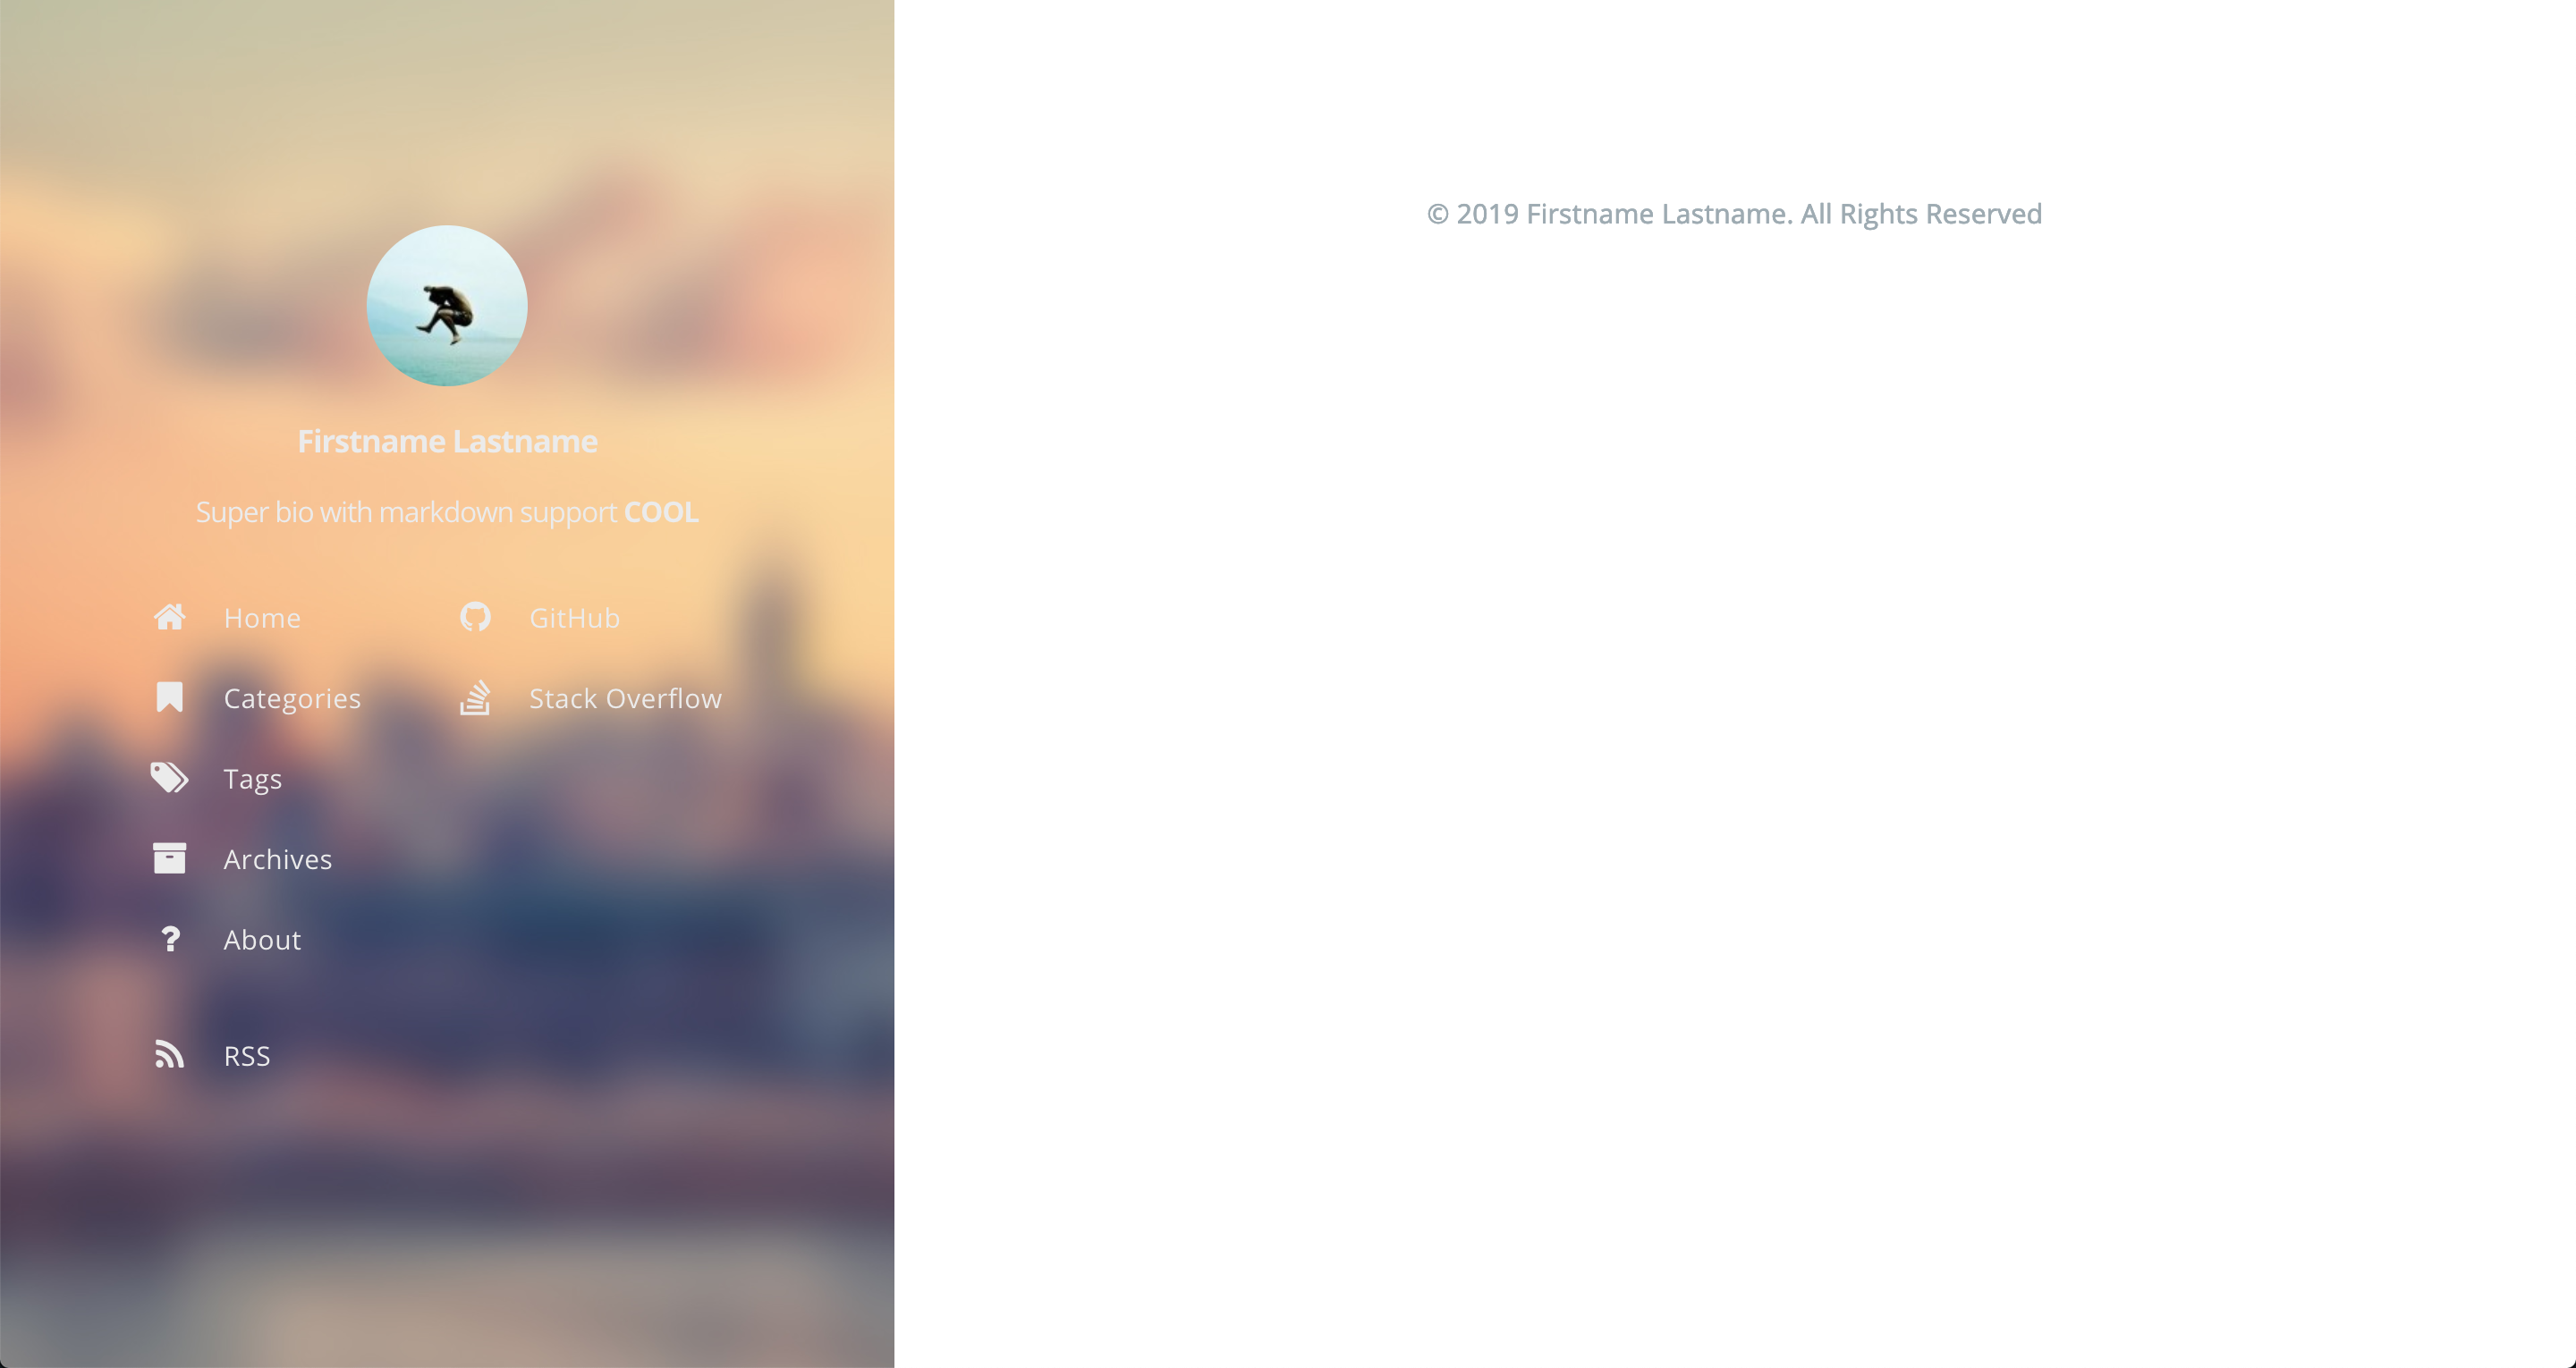 Firstname Lastname
Super bio with markdown support COOL
Home
Categories
Tags
Archives
About
RSS
GitHub
Stack Overflow
© 2019 Firstname Lastname. All Rights Reserved